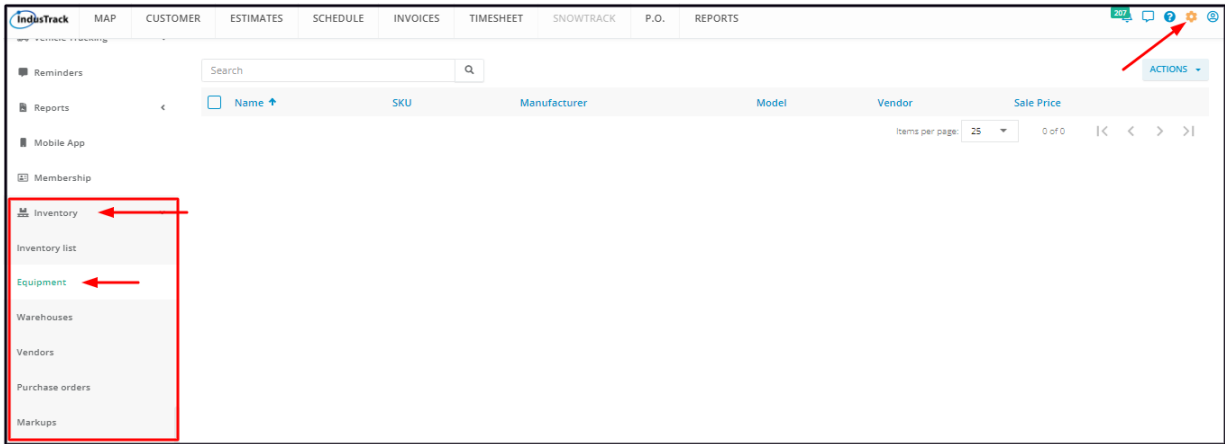 IndusTrack MAP CUSTOMER ESTIMATES SCHEDULE INVOICES TIMESHEET SNOWTRACK P.O. REPORTS 207
Vehicle Tracking
Reminders Search ACTIONS
Reports Name SKU Manufacturer Model Vendor Sale Price
Items per page: 25 0 of 0
Mobile App
Membership
Inventory
Inventory list
Equipment
Warehouses
Vendors
Purchase orders
Markups